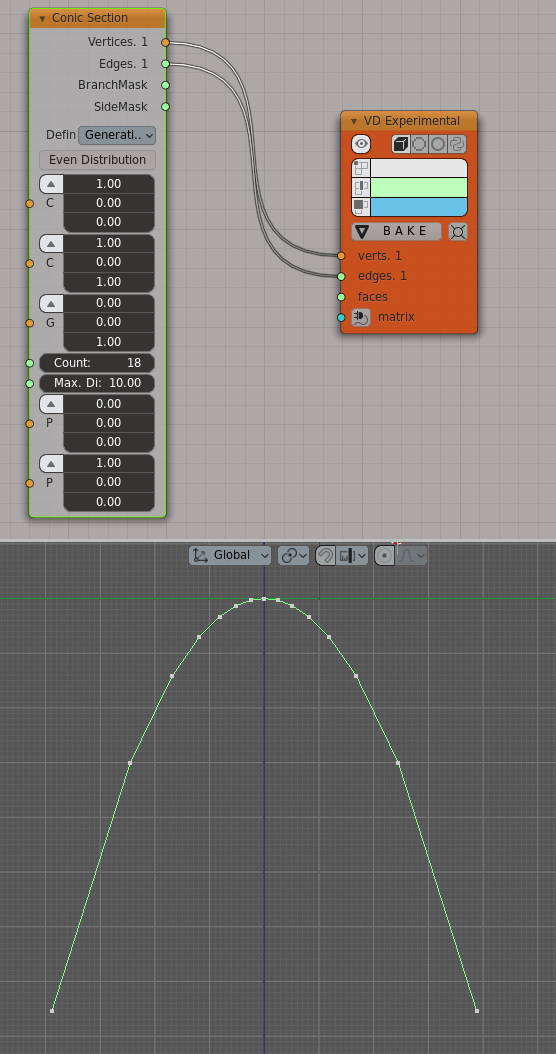 Conic Section
Vertices. 1
Edges. 1
BranchMask
SideMask
Defin Generati..
Even Distribution
1.00
C 0.00
0.00
1.00
C 0.00
1.00
0.00
G 0.00
1.00
Count: 18
Max. Di: 10.00
0.00
P 0.00
0.00
1.00
P 0.00
0.00
VD Experimental
BAKE
verts. 1
edges. 1
faces
matrix
Global